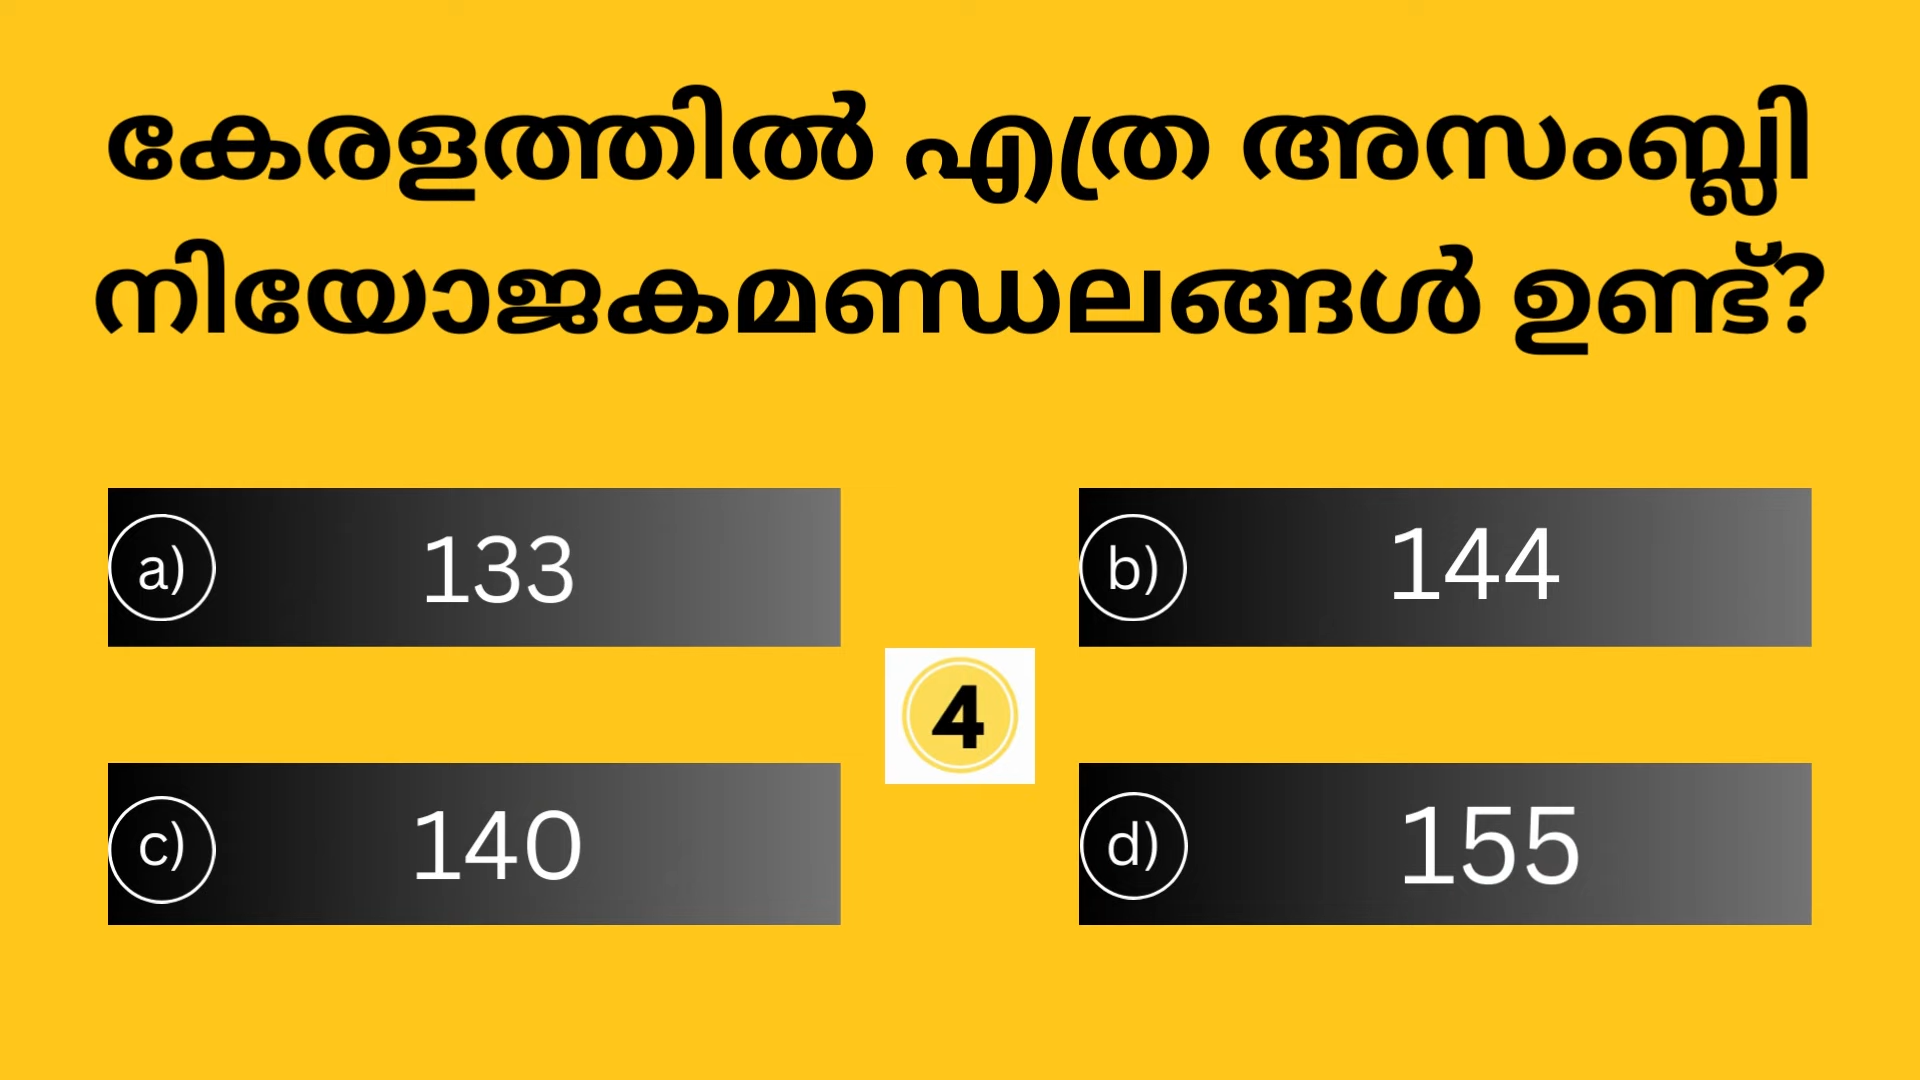 കേരളത്തിൽ എത്ര അസംബ്ലി
നിയോജകമണ്ഡലങ്ങൾ ഉണ്ട്?
a) 133
b) 144
4
c) 140
d) 155